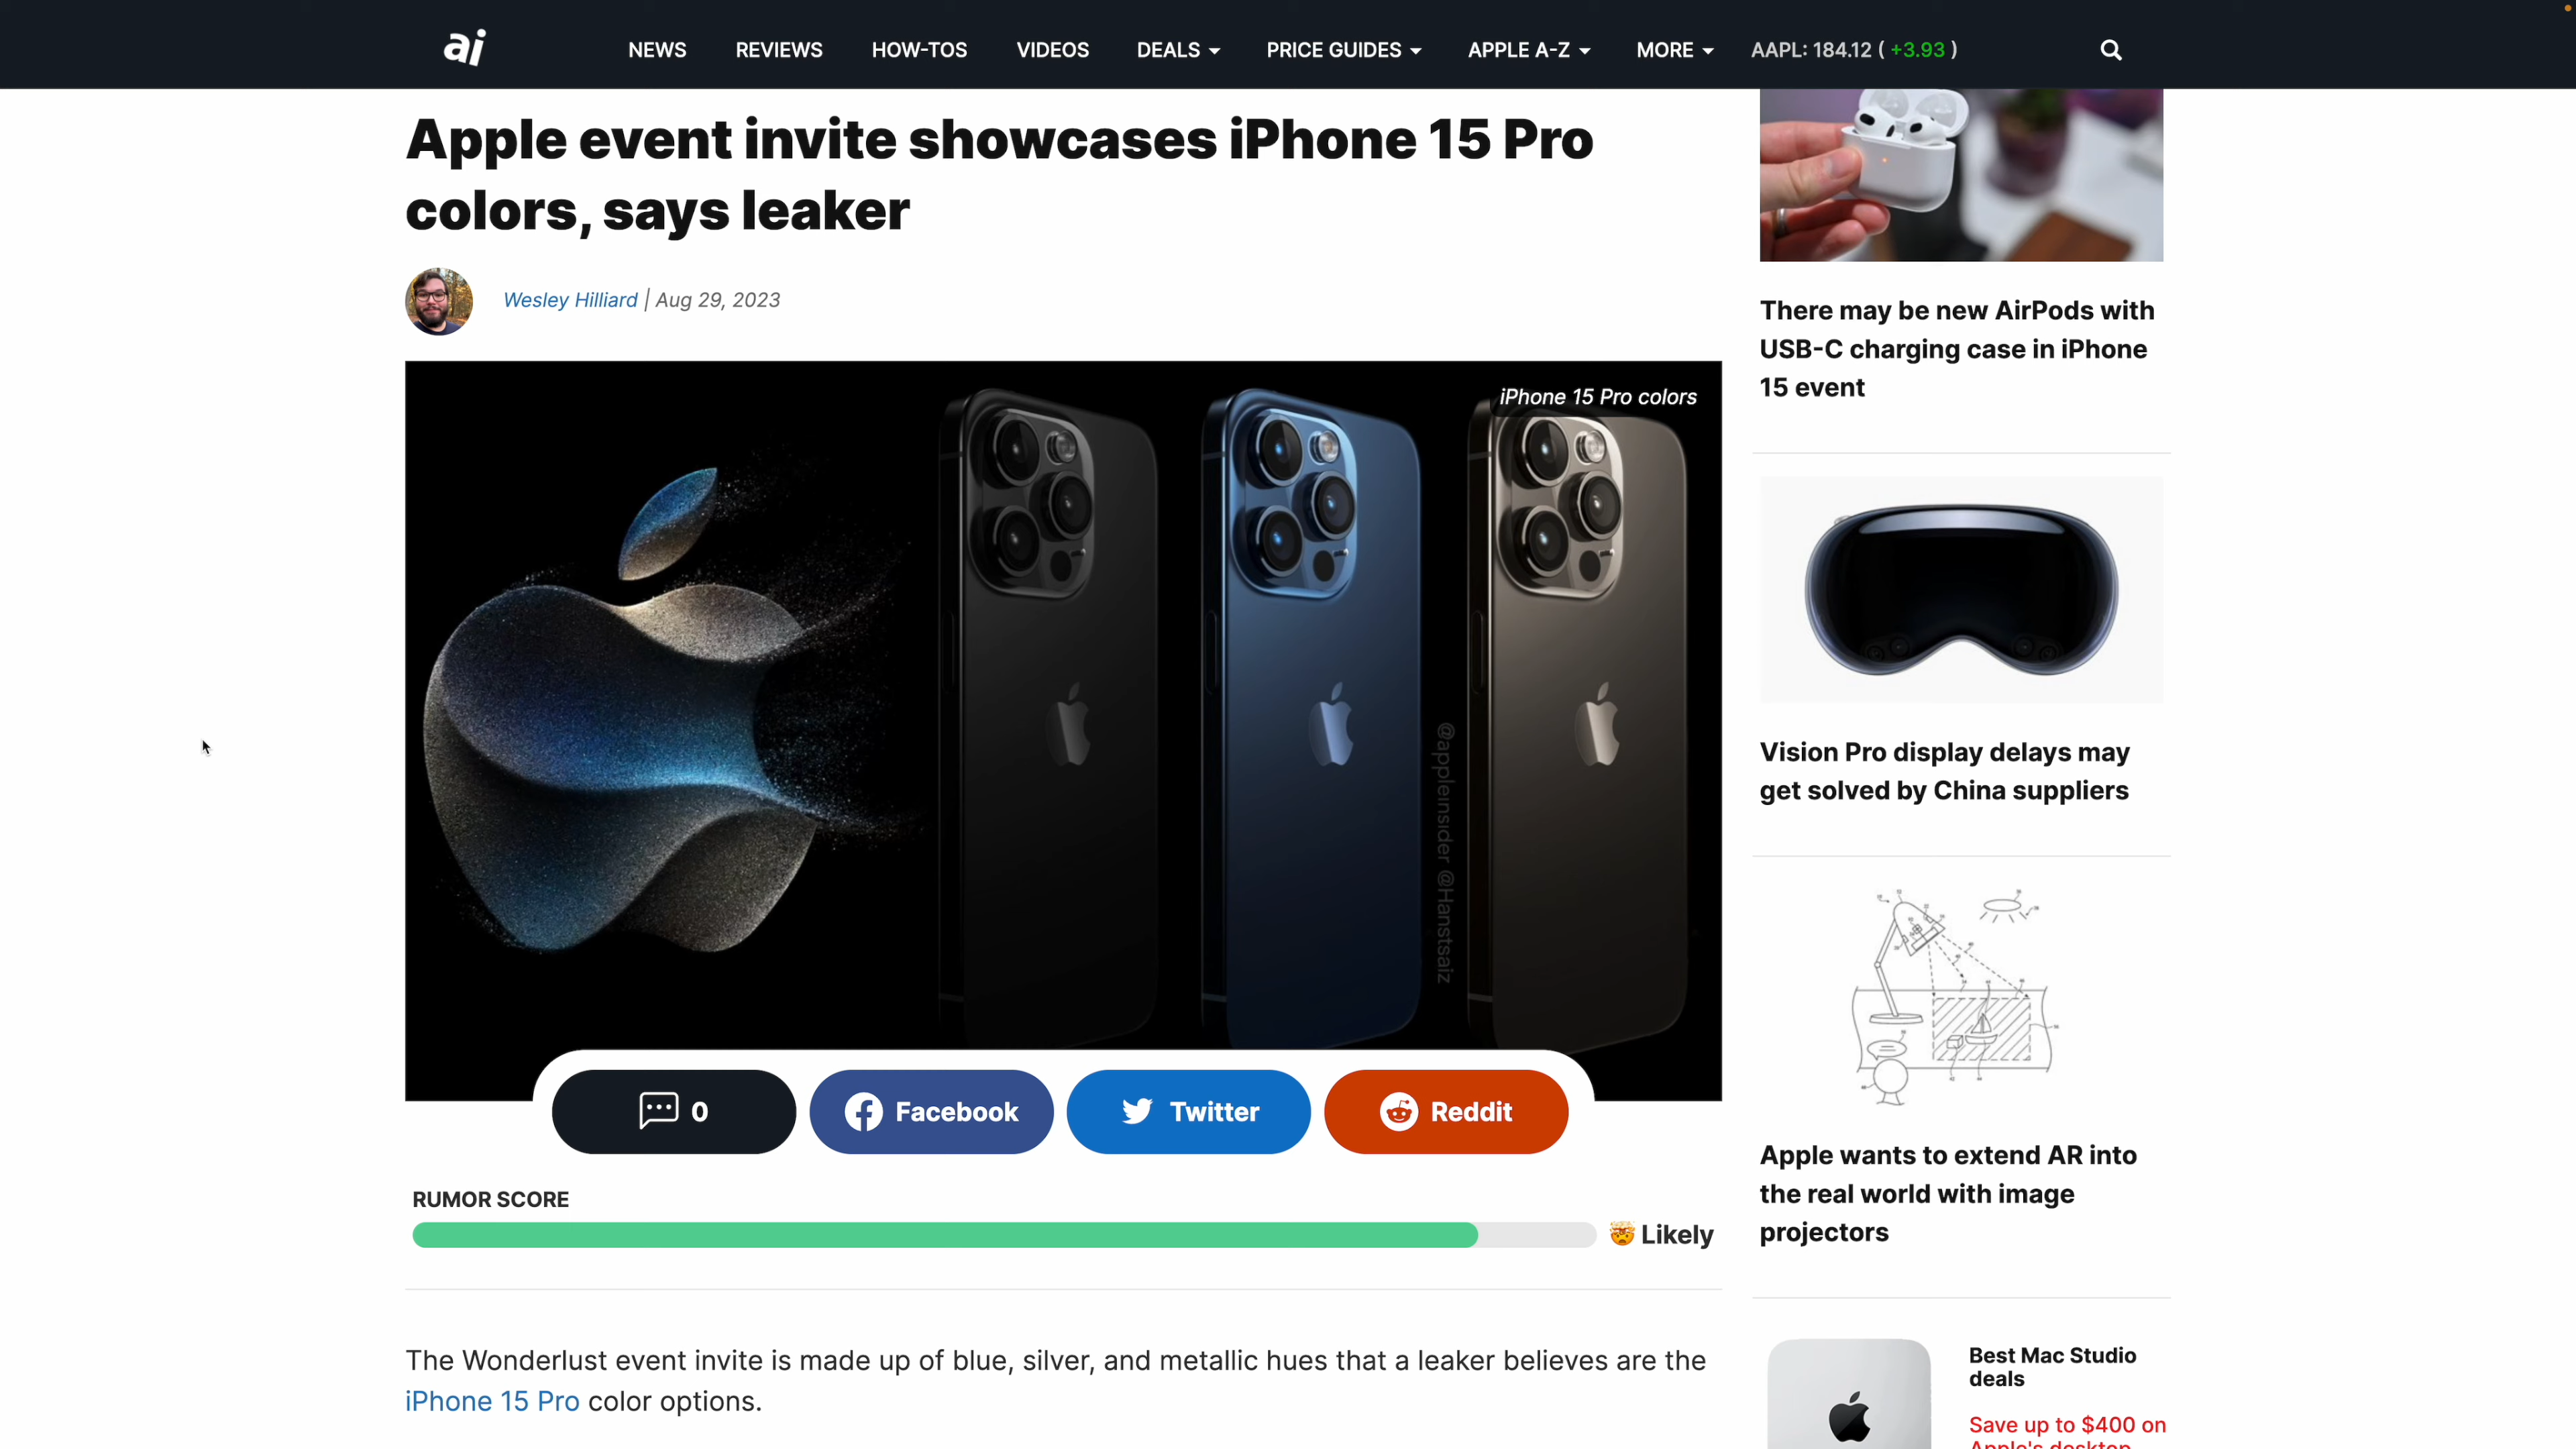 ai
NEWS
REVIEWS
HOW-TOS
VIDEOS
DEALS
PRICE GUIDES
APPLE A-Z
MORE
AAPL: 184.12 ( +3.93 )
Apple event invite showcases iPhone 15 Pro
colors, says leaker
Wesley Hilliard | Aug 29, 2023
iPhone 15 Pro colors
@appleinsider @Hanstsaiz
0
Facebook
Twitter
Reddit
RUMOR SCORE
🤯 Likely
The Wonderlust event invite is made up of blue, silver, and metallic hues that a leaker believes are the
iPhone 15 Pro color options.
There may be new AirPods with
USB-C charging case in iPhone
15 event
Vision Pro display delays may
get solved by China suppliers
Apple wants to extend AR into
the real world with image
projectors
Best Mac Studio
deals
Save up to $400 on
Apple's desktop